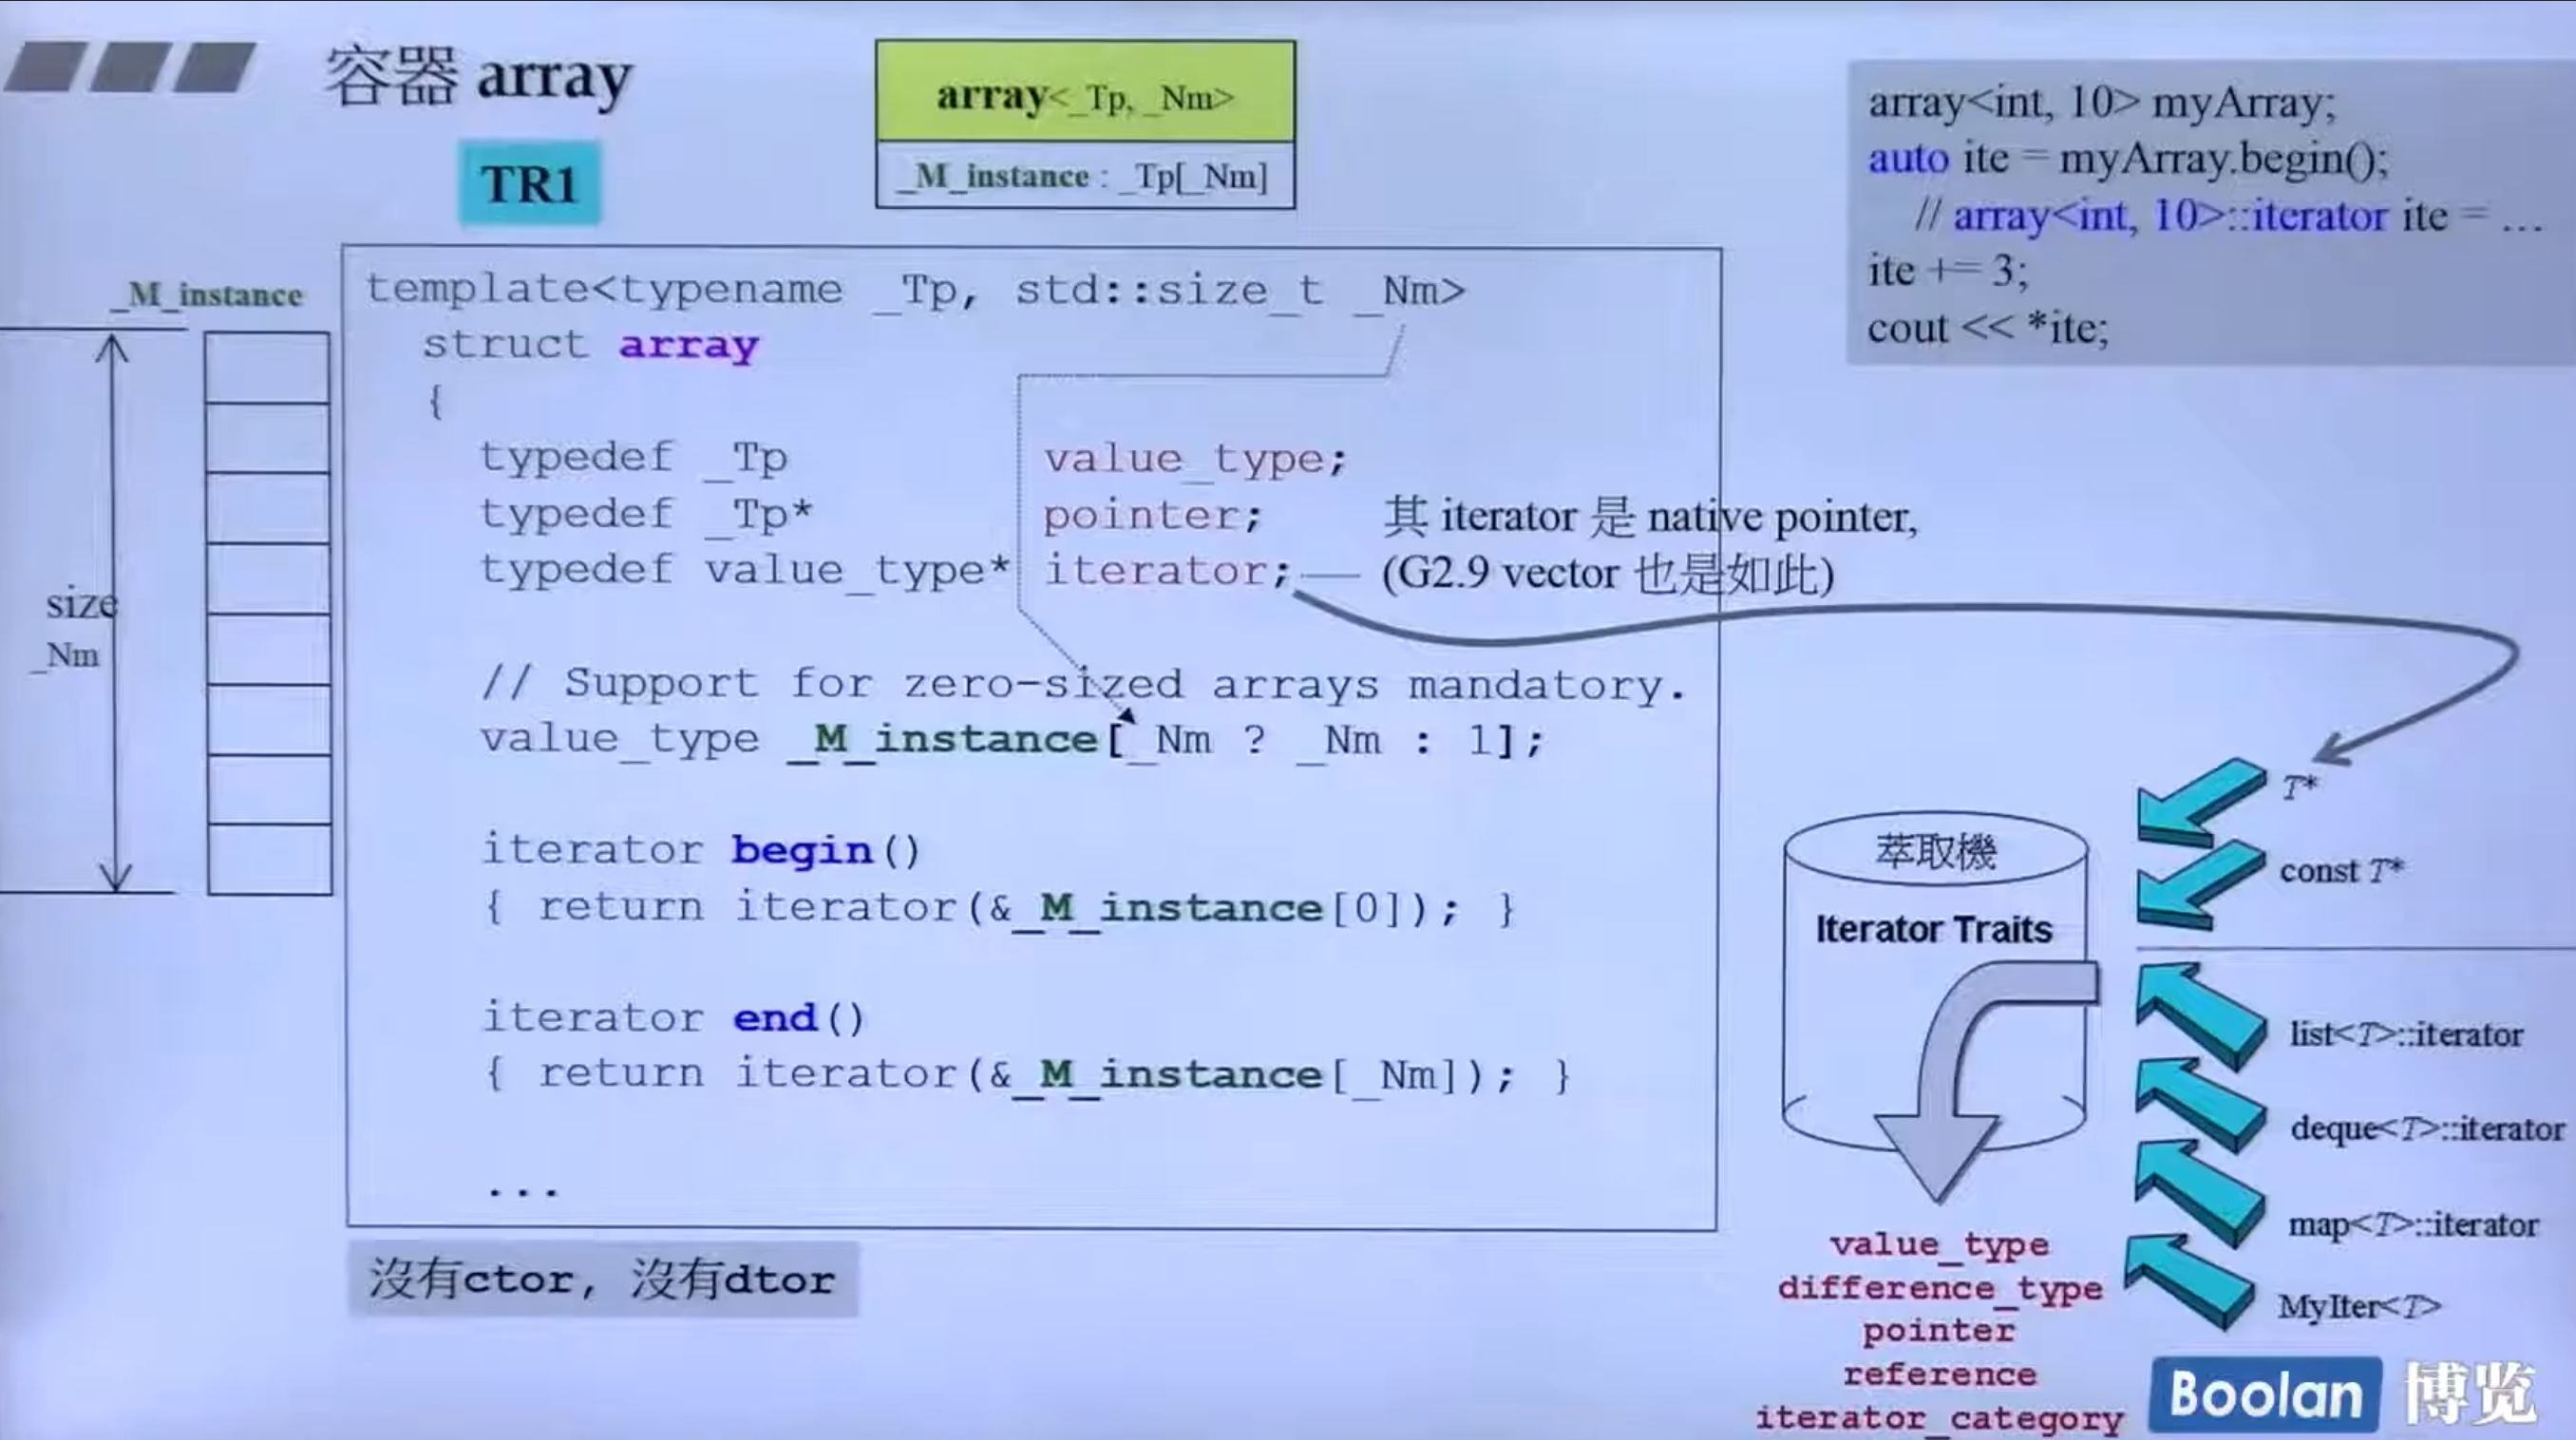 容器 array
TR1
array<_Tp, _Nm>
_M_instance : _Tp[_Nm]
array<int, 10> myArray;
auto ite = myArray.begin();
// array<int, 10>::iterator ite = ...
ite += 3;
cout << *ite;
_M_instance
size
_Nm
template<typename _Tp, std::size_t _Nm>
struct array
{
typedef _Tp value_type;
typedef _Tp* pointer;
typedef value_type* iterator;
其 iterator 是 native pointer,
(G2.9 vector 也是如此)
// Support for zero-sized arrays mandatory.
value_type _M_instance[_Nm ? _Nm : 1];
iterator begin()
{ return iterator(&_M_instance[0]); }
iterator end()
{ return iterator(&_M_instance[_Nm]); }
...
沒有ctor, 沒有dtor
萃取機
Iterator Traits
T*
const T*
list<T>::iterator
deque<T>::iterator
map<T>::iterator
MyIter<T>
value_type
difference_type
pointer
reference
iterator_category
Boolan 博览